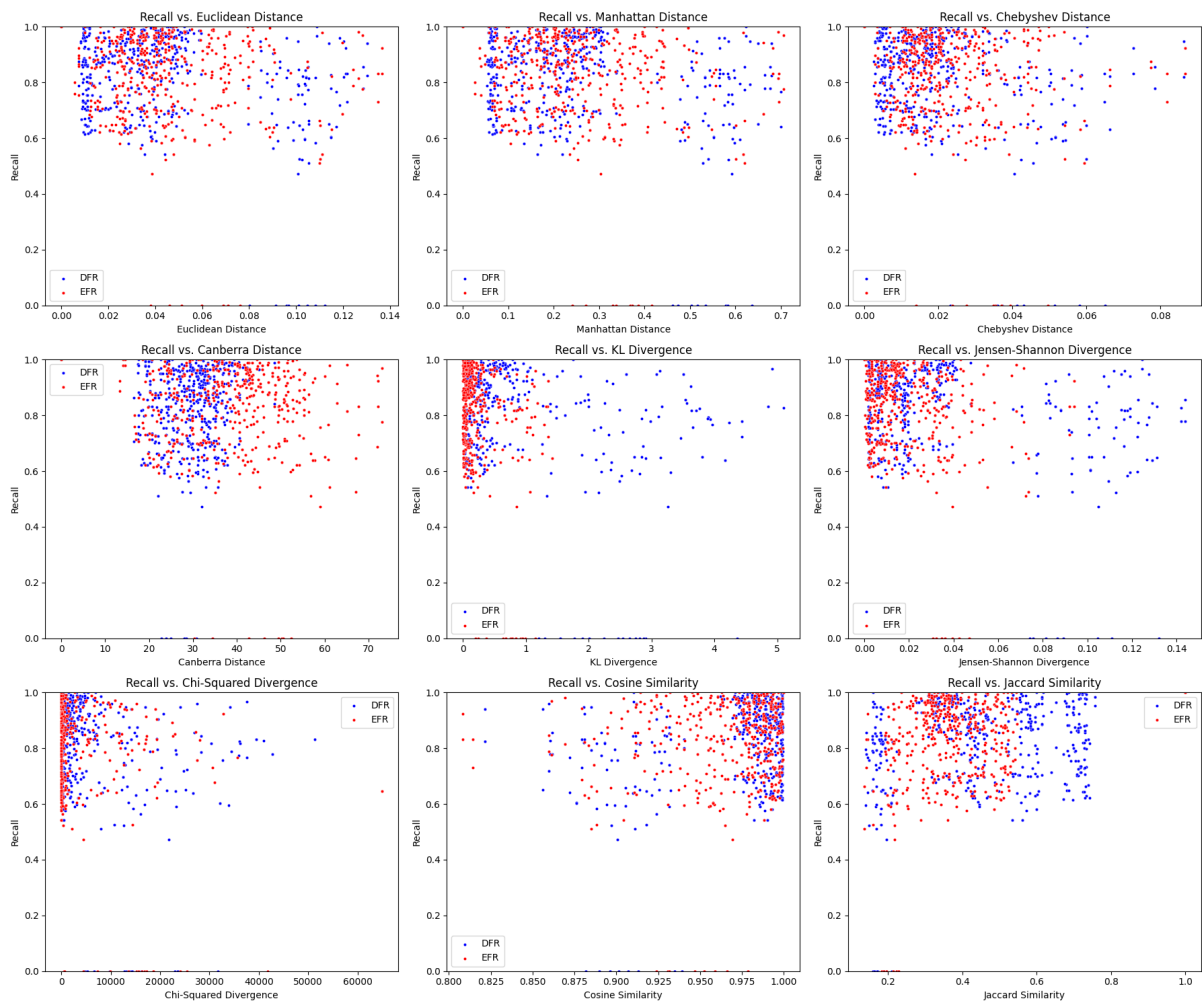 Recall vs. Euclidean Distance
1.0
0.8
0.6
0.4
0.2
0.0
Recall
DFR
EFR
0.00 0.02 0.04 0.06 0.08 0.10 0.12 0.14
Euclidean Distance
Recall vs. Manhattan Distance
1.0
0.8
0.6
0.4
0.2
0.0
Recall
DFR
EFR
0.0 0.1 0.2 0.3 0.4 0.5 0.6 0.7
Manhattan Distance
Recall vs. Chebyshev Distance
1.0
0.8
0.6
0.4
0.2
0.0
Recall
DFR
EFR
0.00 0.02 0.04 0.06 0.08
Chebyshev Distance
Recall vs. Canberra Distance
1.0
0.8
0.6
0.4
0.2
0.0
Recall
DFR
EFR
0 10 20 30 40 50 60 70
Canberra Distance
Recall vs. KL Divergence
1.0
0.8
0.6
0.4
0.2
0.0
Recall
DFR
EFR
0 1 2 3 4 5
KL Divergence
Recall vs. Jensen-Shannon Divergence
1.0
0.8
0.6
0.4
0.2
0.0
Recall
DFR
EFR
0.00 0.02 0.04 0.06 0.08 0.10 0.12 0.14
Jensen-Shannon Divergence
Recall vs. Chi-Squared Divergence
1.0
0.8
0.6
0.4
0.2
0.0
Recall
DFR
EFR
0 10000 20000 30000 40000 50000 60000
Chi-Squared Divergence
Recall vs. Cosine Similarity
1.0
0.8
0.6
0.4
0.2
0.0
Recall
DFR
EFR
0.800 0.825 0.850 0.875 0.900 0.925 0.950 0.975 1.000
Cosine Similarity
Recall vs. Jaccard Similarity
1.0
0.8
0.6
0.4
0.2
0.0
Recall
DFR
EFR
0.2 0.4 0.6 0.8 1.0
Jaccard Similarity